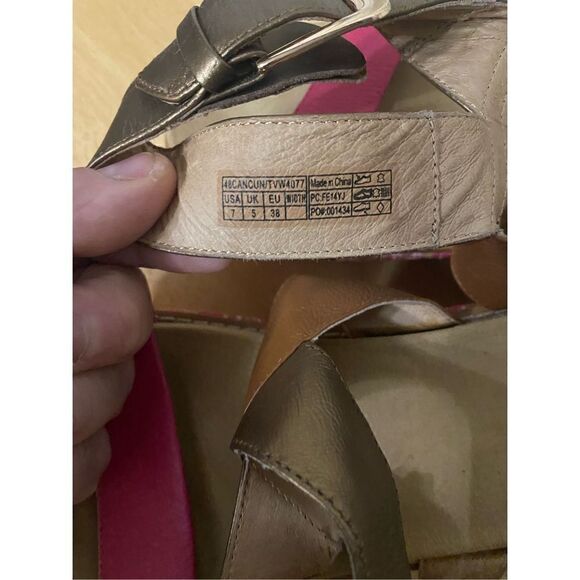 48CANCUN/TVW4077 Made in China
USA UK EU WIDTH PC:FE14YJ
7 5 38 PO#:001434